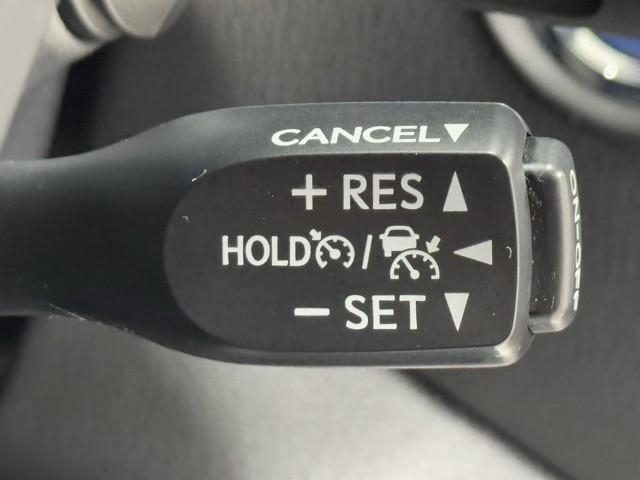 CANCEL▼
+ RES ▲
HOLD / ◀
− SET ▼
ON-OFF